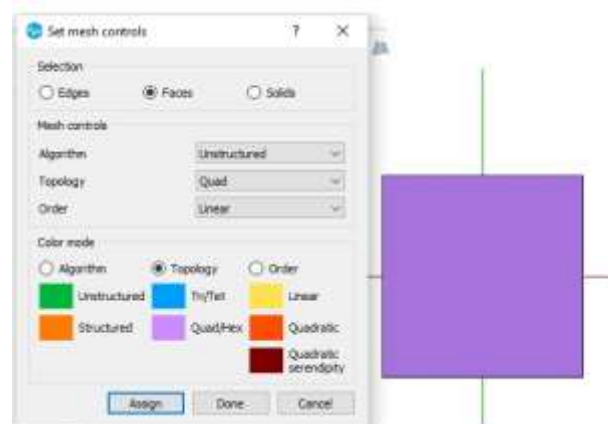 Set mesh controls ? ×
Selection
Edges Faces Solids
Mesh controls
Algorithm Unstructured
Topology Quad
Order Linear
Color mode
Algorithm Topology Order
Unstructured Tri/Tet Linear
Structured Quad/Hex Quadratic
Quadratic
serendipity
Assign Done Cancel